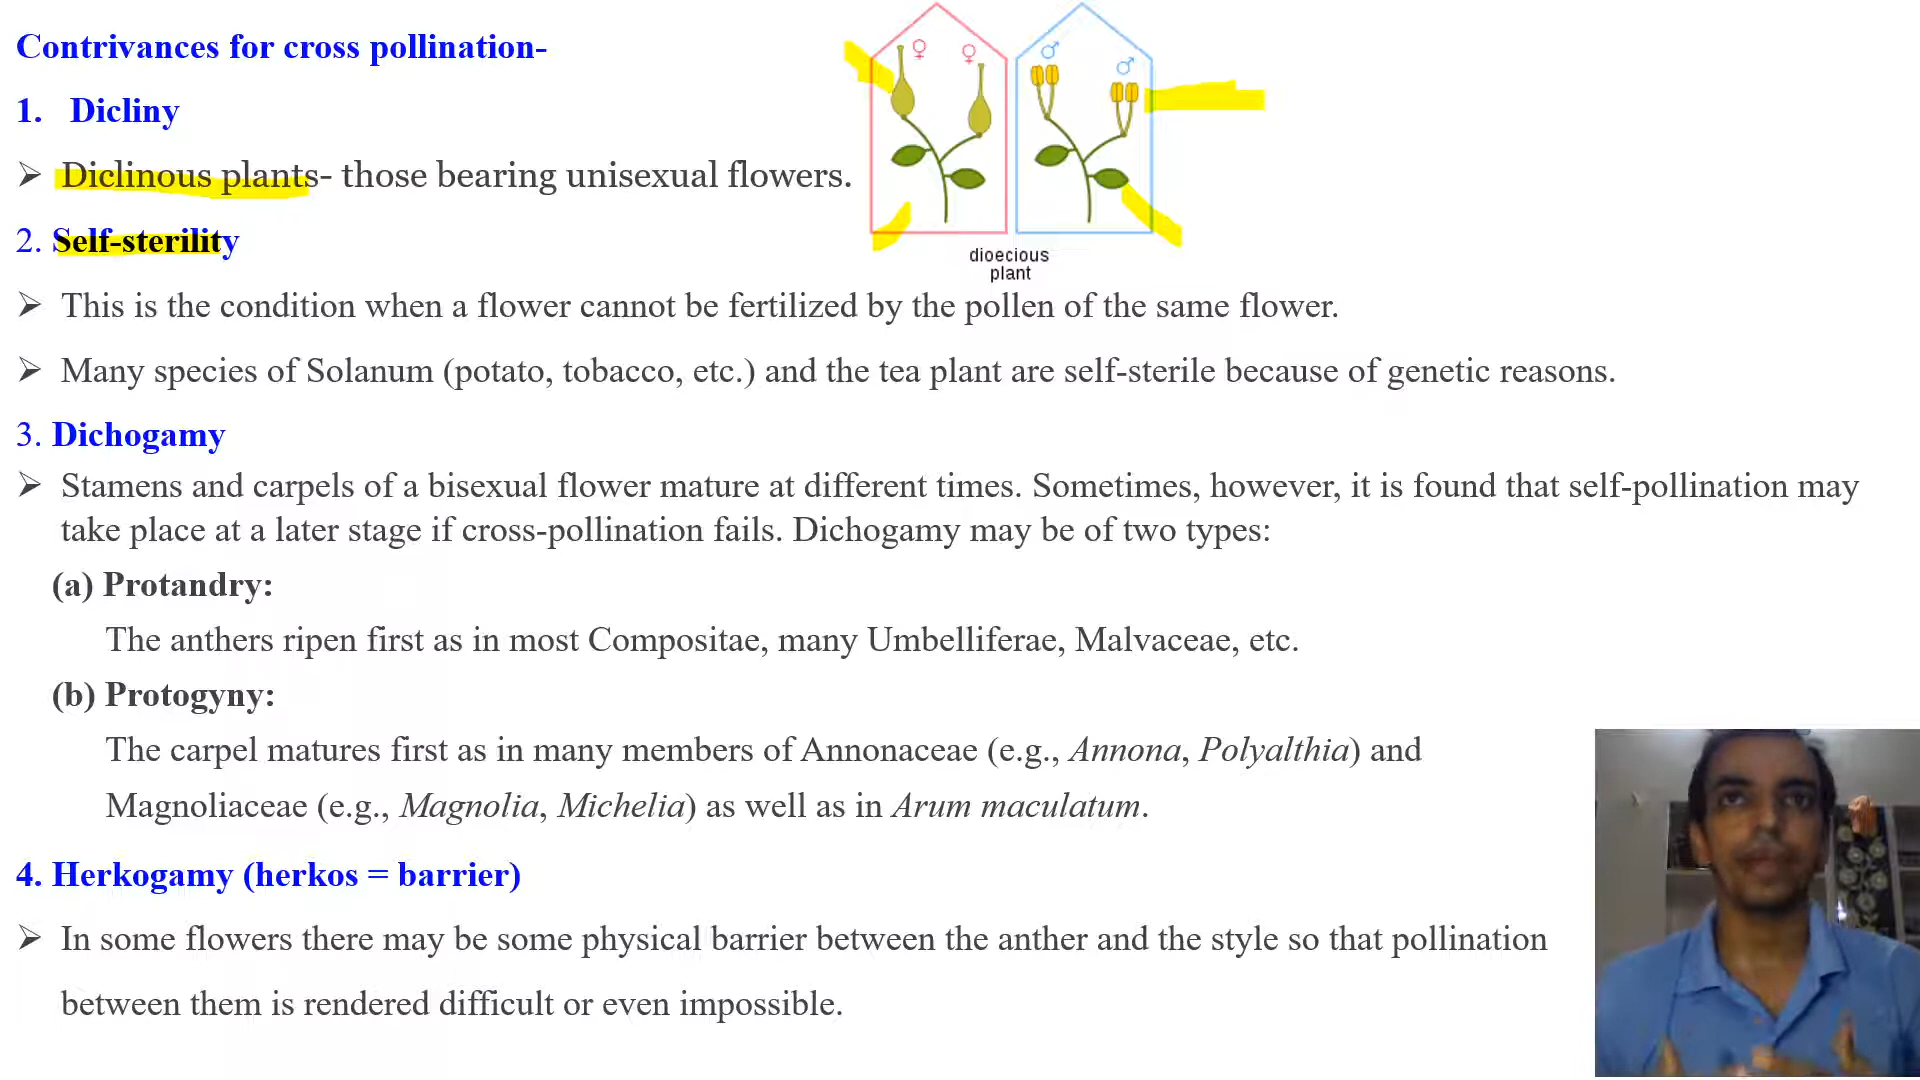 Contrivances for cross pollination-
1. Dicliny
➢ Diclinous plants- those bearing unisexual flowers.
♀ ♀ ♂ ♂
dioecious
plant
2. Self-sterility
➢ This is the condition when a flower cannot be fertilized by the pollen of the same flower.
➢ Many species of Solanum (potato, tobacco, etc.) and the tea plant are self-sterile because of genetic reasons.
3. Dichogamy
➢ Stamens and carpels of a bisexual flower mature at different times. Sometimes, however, it is found that self-pollination may
take place at a later stage if cross-pollination fails. Dichogamy may be of two types:
(a) Protandry:
The anthers ripen first as in most Compositae, many Umbelliferae, Malvaceae, etc.
(b) Protogyny:
The carpel matures first as in many members of Annonaceae (e.g., Annona, Polyalthia) and
Magnoliaceae (e.g., Magnolia, Michelia) as well as in Arum maculatum.
4. Herkogamy (herkos = barrier)
➢ In some flowers there may be some physical barrier between the anther and the style so that pollination
between them is rendered difficult or even impossible.